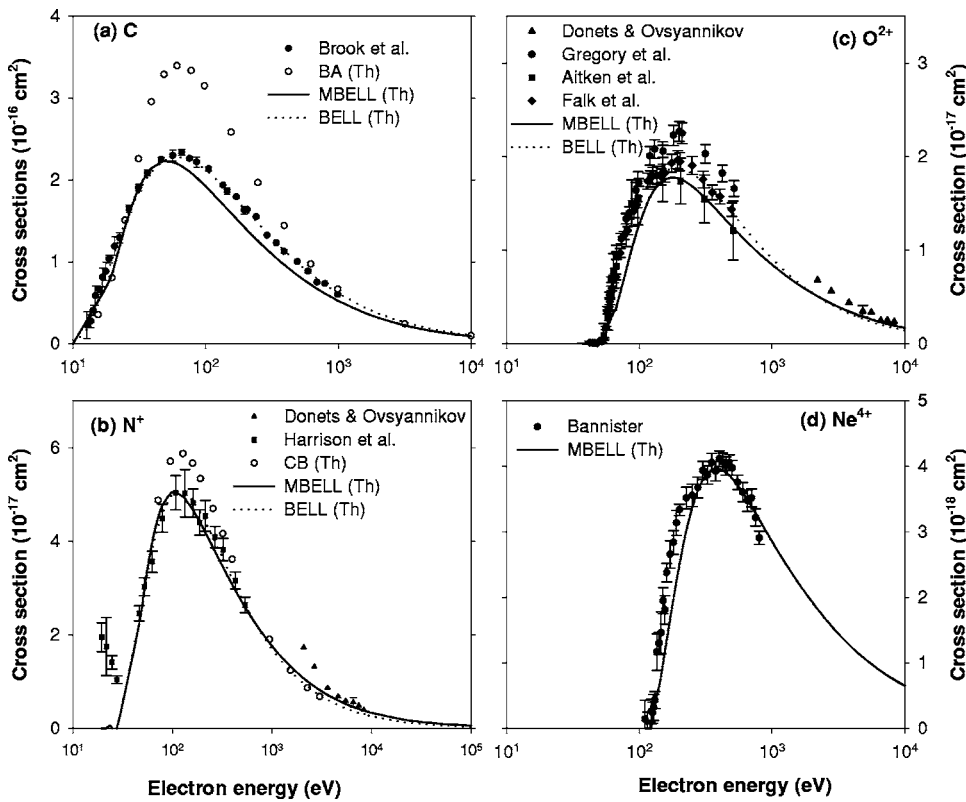 (a) C
Brook et al.
BA (Th)
MBELL (Th)
BELL (Th)
4
3
2
1
0
10¹ 10² 10³ 10⁴
Cross sections (10⁻¹⁶ cm²)
Donets & Ovsyannikov
(c) O²⁺
Gregory et al.
Aitken et al.
Falk et al.
MBELL (Th)
BELL (Th)
3
2
1
0
10¹ 10² 10³ 10⁴
Cross section (10⁻¹⁷ cm²)
(b) N⁺
Donets & Ovsyannikov
Harrison et al.
CB (Th)
MBELL (Th)
BELL (Th)
6
4
2
0
10¹ 10² 10³ 10⁴ 10⁵
Cross section (10⁻¹⁷ cm²)
Electron energy (eV)
(d) Ne⁴⁺
Bannister
MBELL (Th)
5
4
3
2
1
0
10¹ 10² 10³ 10⁴
Cross section (10⁻¹⁸ cm²)
Electron energy (eV)